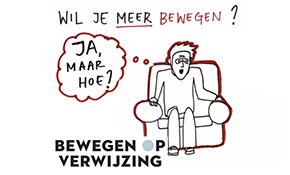 WIL JE MEER BEWEGEN?
JA,
MAAR
HOE?
BEWEGEN OP
VERWIJZING